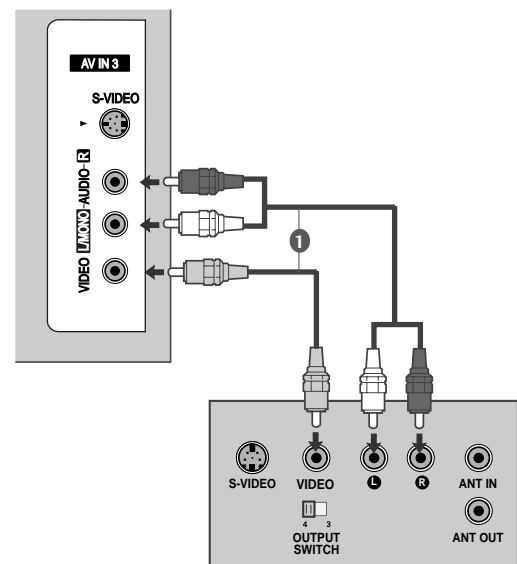 AV IN 3
S-VIDEO
VIDEO L/MONO-AUDIO-R
1
S-VIDEO
VIDEO
L
R
ANT IN
4 3
OUTPUT
SWITCH
ANT OUT